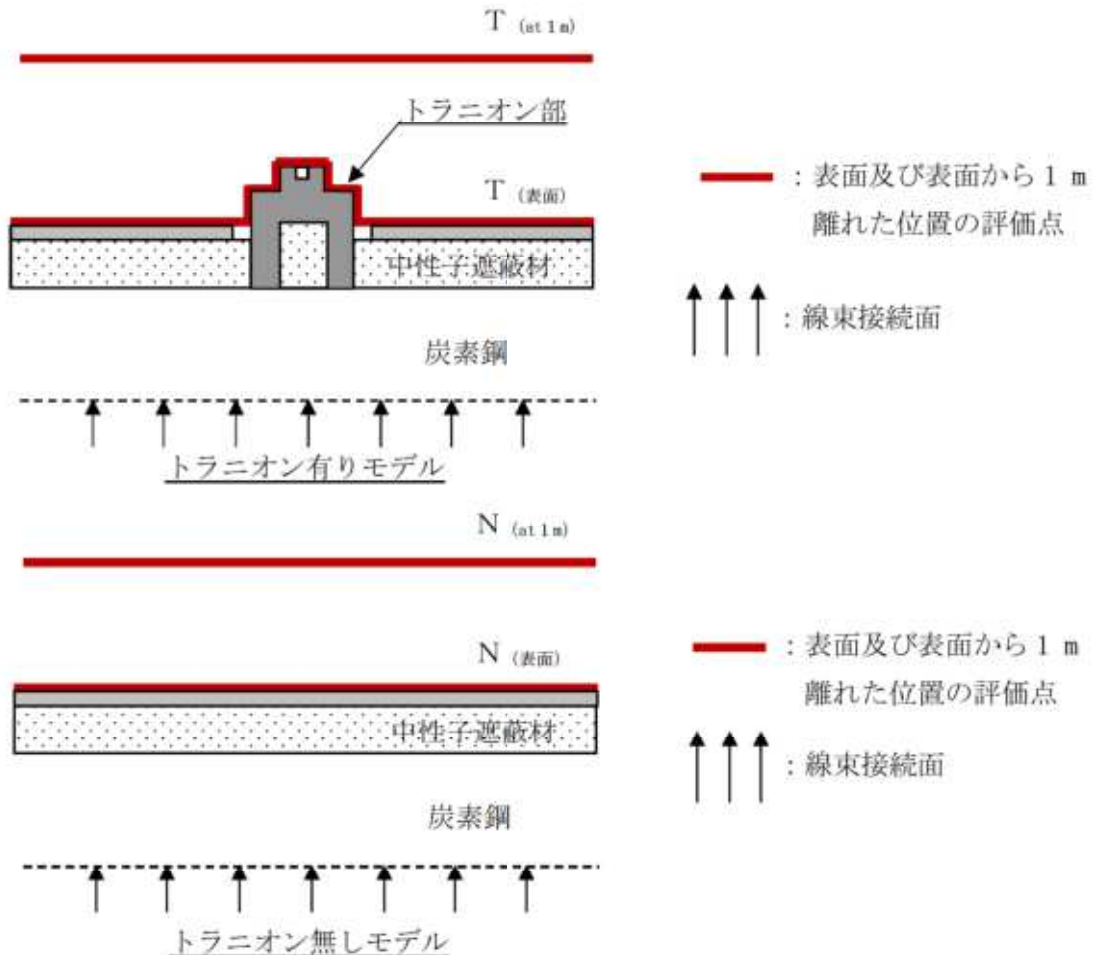 T (at 1 m)
トラニオン部
T (表面)
中性子遮蔽材
炭素鋼
トラニオン有りモデル
：表面及び表面から１ m
離れた位置の評価点
：線束接続面
N (at 1 m)
N (表面)
中性子遮蔽材
炭素鋼
トラニオン無しモデル
：表面及び表面から１ m
離れた位置の評価点
：線束接続面